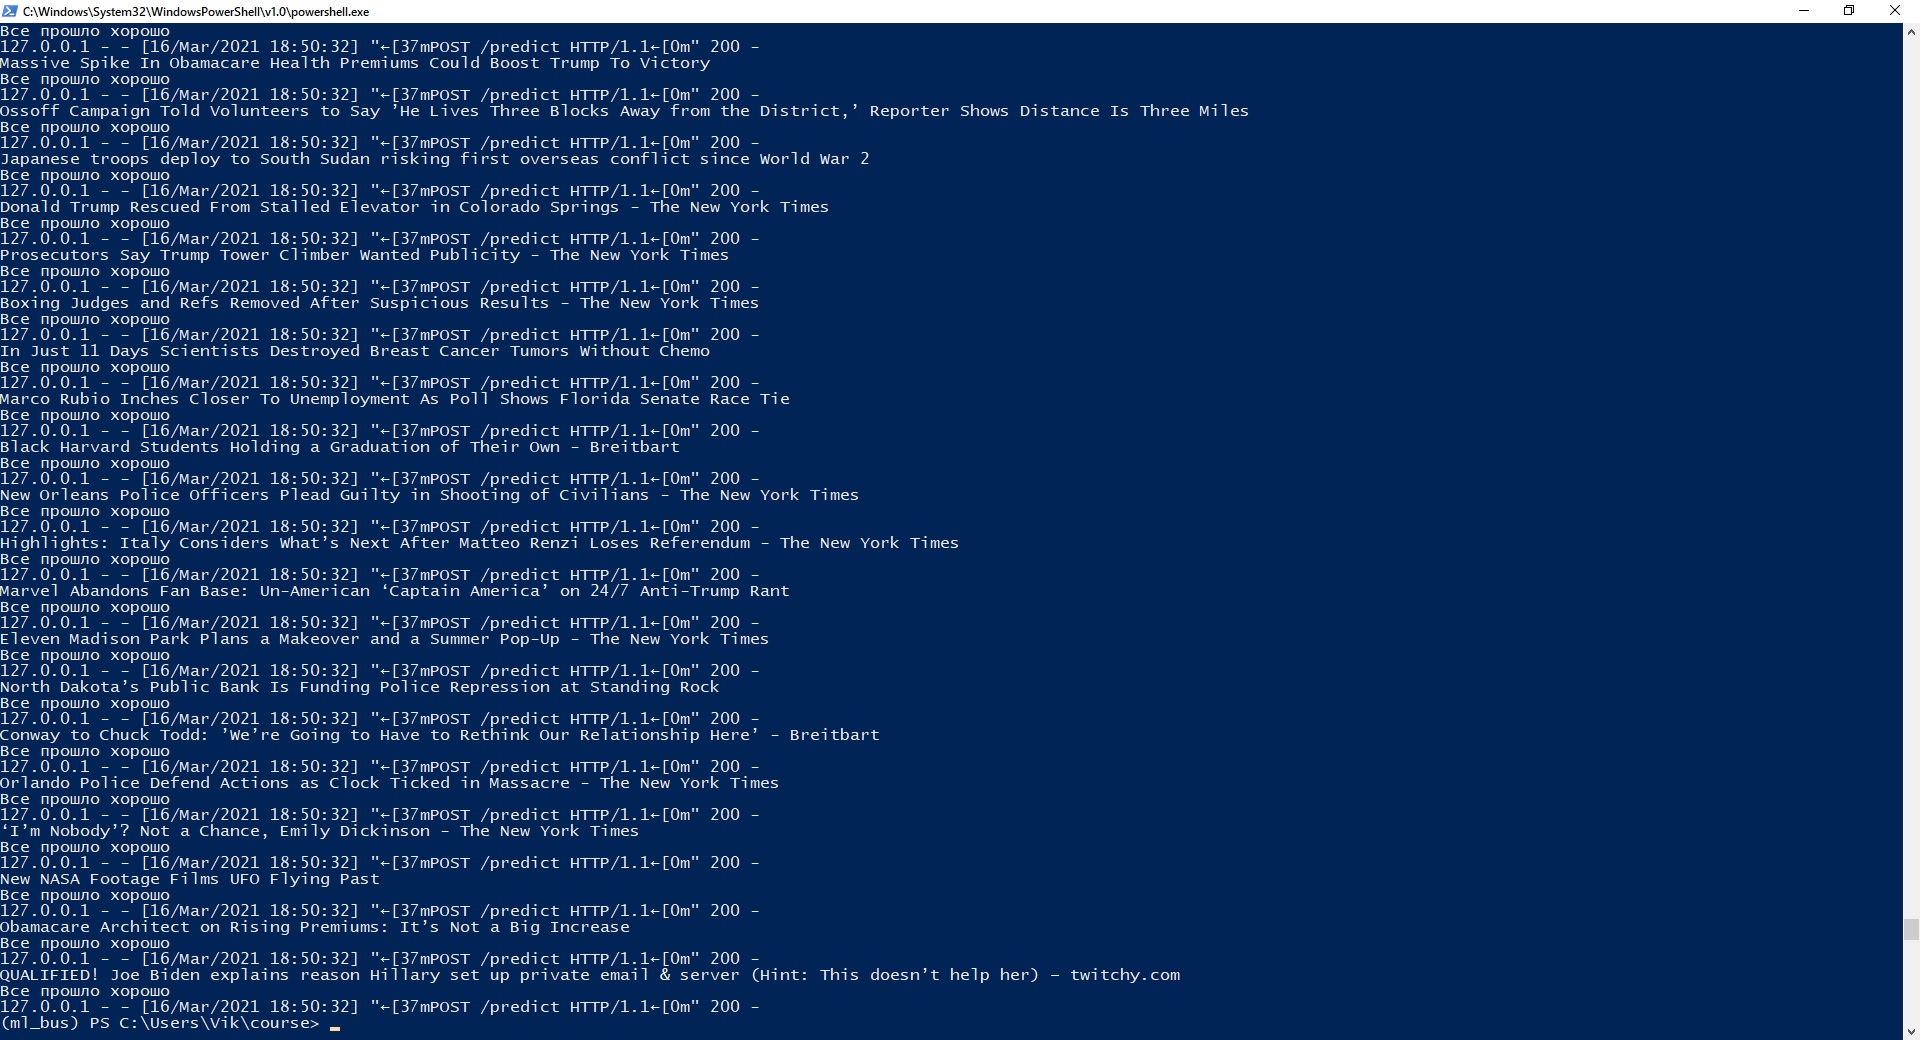 C:\Windows\System32\WindowsPowerShell\v1.0\powershell.exe
Все прошло хорошо
127.0.0.1 - - [16/Mar/2021 18:50:32] "←[37mPOST /predict HTTP/1.1←[0m" 200 -
Massive Spike In Obamacare Health Premiums Could Boost Trump To Victory
Все прошло хорошо
127.0.0.1 - - [16/Mar/2021 18:50:32] "←[37mPOST /predict HTTP/1.1←[0m" 200 -
Ossoff Campaign Told Volunteers to Say ’He Lives Three Blocks Away from the District,’ Reporter Shows Distance Is Three Miles
Все прошло хорошо
127.0.0.1 - - [16/Mar/2021 18:50:32] "←[37mPOST /predict HTTP/1.1←[0m" 200 -
Japanese troops deploy to South Sudan risking first overseas conflict since World War 2
Все прошло хорошо
127.0.0.1 - - [16/Mar/2021 18:50:32] "←[37mPOST /predict HTTP/1.1←[0m" 200 -
Donald Trump Rescued From Stalled Elevator in Colorado Springs - The New York Times
Все прошло хорошо
127.0.0.1 - - [16/Mar/2021 18:50:32] "←[37mPOST /predict HTTP/1.1←[0m" 200 -
Prosecutors Say Trump Tower Climber Wanted Publicity - The New York Times
Все прошло хорошо
127.0.0.1 - - [16/Mar/2021 18:50:32] "←[37mPOST /predict HTTP/1.1←[0m" 200 -
Boxing Judges and Refs Removed After Suspicious Results - The New York Times
Все прошло хорошо
127.0.0.1 - - [16/Mar/2021 18:50:32] "←[37mPOST /predict HTTP/1.1←[0m" 200 -
In Just 11 Days Scientists Destroyed Breast Cancer Tumors Without Chemo
Все прошло хорошо
127.0.0.1 - - [16/Mar/2021 18:50:32] "←[37mPOST /predict HTTP/1.1←[0m" 200 -
Marco Rubio Inches Closer To Unemployment As Poll Shows Florida Senate Race Tie
Все прошло хорошо
127.0.0.1 - - [16/Mar/2021 18:50:32] "←[37mPOST /predict HTTP/1.1←[0m" 200 -
Black Harvard Students Holding a Graduation of Their Own - Breitbart
Все прошло хорошо
127.0.0.1 - - [16/Mar/2021 18:50:32] "←[37mPOST /predict HTTP/1.1←[0m" 200 -
New Orleans Police Officers Plead Guilty in Shooting of Civilians - The New York Times
Все прошло хорошо
127.0.0.1 - - [16/Mar/2021 18:50:32] "←[37mPOST /predict HTTP/1.1←[0m" 200 -
Highlights: Italy Considers What’s Next After Matteo Renzi Loses Referendum - The New York Times
Все прошло хорошо
127.0.0.1 - - [16/Mar/2021 18:50:32] "←[37mPOST /predict HTTP/1.1←[0m" 200 -
Marvel Abandons Fan Base: Un-American ‘Captain America’ on 24/7 Anti-Trump Rant
Все прошло хорошо
127.0.0.1 - - [16/Mar/2021 18:50:32] "←[37mPOST /predict HTTP/1.1←[0m" 200 -
Eleven Madison Park Plans a Makeover and a Summer Pop-Up - The New York Times
Все прошло хорошо
127.0.0.1 - - [16/Mar/2021 18:50:32] "←[37mPOST /predict HTTP/1.1←[0m" 200 -
North Dakota’s Public Bank Is Funding Police Repression at Standing Rock
Все прошло хорошо
127.0.0.1 - - [16/Mar/2021 18:50:32] "←[37mPOST /predict HTTP/1.1←[0m" 200 -
Conway to Chuck Todd: ’We’re Going to Have to Rethink Our Relationship Here’ - Breitbart
Все прошло хорошо
127.0.0.1 - - [16/Mar/2021 18:50:32] "←[37mPOST /predict HTTP/1.1←[0m" 200 -
Orlando Police Defend Actions as Clock Ticked in Massacre - The New York Times
Все прошло хорошо
127.0.0.1 - - [16/Mar/2021 18:50:32] "←[37mPOST /predict HTTP/1.1←[0m" 200 -
‘I’m Nobody’? Not a Chance, Emily Dickinson - The New York Times
Все прошло хорошо
127.0.0.1 - - [16/Mar/2021 18:50:32] "←[37mPOST /predict HTTP/1.1←[0m" 200 -
New NASA Footage Films UFO Flying Past
Все прошло хорошо
127.0.0.1 - - [16/Mar/2021 18:50:32] "←[37mPOST /predict HTTP/1.1←[0m" 200 -
Obamacare Architect on Rising Premiums: It’s Not a Big Increase
Все прошло хорошо
127.0.0.1 - - [16/Mar/2021 18:50:32] "←[37mPOST /predict HTTP/1.1←[0m" 200 -
QUALIFIED! Joe Biden explains reason Hillary set up private email & server (Hint: This doesn’t help her) – twitchy.com
Все прошло хорошо
127.0.0.1 - - [16/Mar/2021 18:50:32] "←[37mPOST /predict HTTP/1.1←[0m" 200 -
(ml_bus) PS C:\Users\Vik\course>